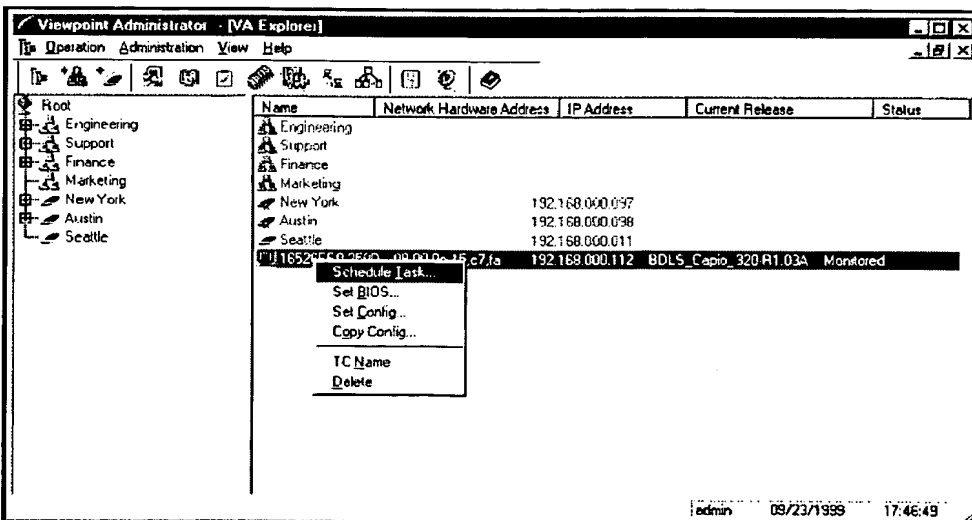 Viewpoint Administrator - [VA Explorer]
Operation Administration View Help
Root
Engineering
Support
Finance
Marketing
New York
Austin
Seattle
Name Network Hardware Address IP Address Current Release Status
Engineering
Support
Finance
Marketing
New York 192.168.000.097
Austin 192.168.000.098
Seattle 192.168.000.011
192.168.000.112 BDLS_Capio_320-R1.03A Monitored
Schedule Task...
Set BIOS...
Set Config...
Copy Config...
TC Name
Delete
admin 09/23/1999 17:46:49